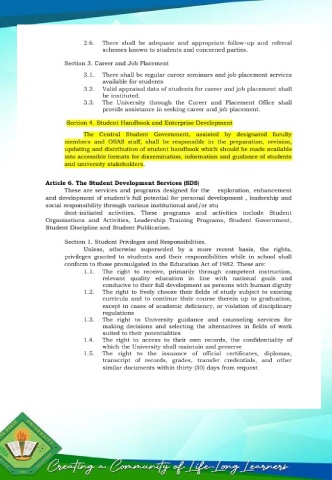 2.6. There shall be adequate and appropriate follow-up and referral
schemes known to students and concerned parties.
Section 3. Career and Job Placement
3.1. There shall be regular career seminars and job placement services
available for students
3.2. Valid appraisal data of students for career and job placement shall
be instituted.
3.3. The University through the Career and Placement Office shall
provide assistance in seeking career and job placement.
Section 4. Student Handbook and Enterprise Development
The Central Student Government, assisted by designated faculty
members and OSAS staff, shall be responsible in the preparation, revision,
updating and distribution of student handbook which should be made available
into accessible formats for dissemination, information and guidance of students
and university stakeholders.
Article 6. The Student Development Services (SDS)
These are services and programs designed for the exploration, enhancement
and development of student's full potential for personal development , leadership and
social responsibility through various institutional and/or stu
dent-initiated activities. These programs and activities include Student
Organizations and Activities, Leadership Training Programs, Student Government,
Student Discipline and Student Publication.
Section 1. Student Privileges and Responsibilities.
Unless, otherwise superseded by a more recent basis, the rights,
privileges granted to students and their responsibilities while in school shall
conform to those promulgated in the Education Act of 1982. These are:
1.1. The right to receive, primarily through competent instruction,
relevant quality education in line with national goals and
conducive to their full development as persons with human dignity
1.2. The right to freely choose their fields of study subject to existing
curricula and to continue their course therein up to graduation,
except in cases of academic deficiency, or violation of disciplinary
regulations
1.3. The right to University guidance and counseling services for
making decisions and selecting the alternatives in fields of work
suited to their potentialities
1.4. The right to access to their own records, the confidentiality of
which the University shall maintain and preserve
1.5. The right to the issuance of official certificates, diplomas,
transcript of records, grades, transfer credentials, and other
similar documents within thirty (30) days from request
Creating a Community of Life-Long Learners